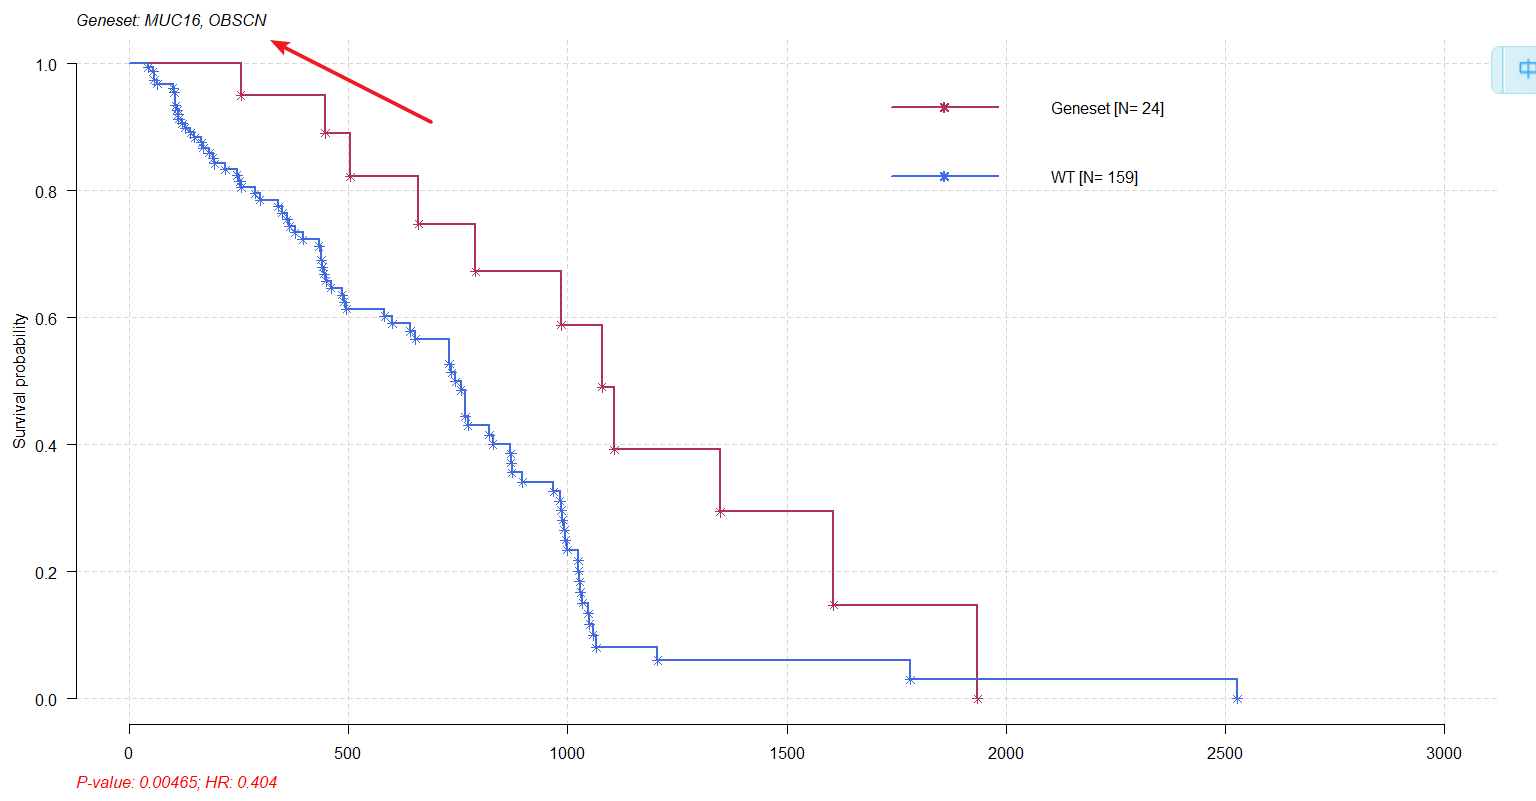 Geneset: MUC16, OBSCN
1.0
0.8
0.6
0.4
0.2
0.0
Survival probability
Geneset [N= 24]
WT [N= 159]
0 500 1000 1500 2000 2500 3000
P-value: 0.00465; HR: 0.404